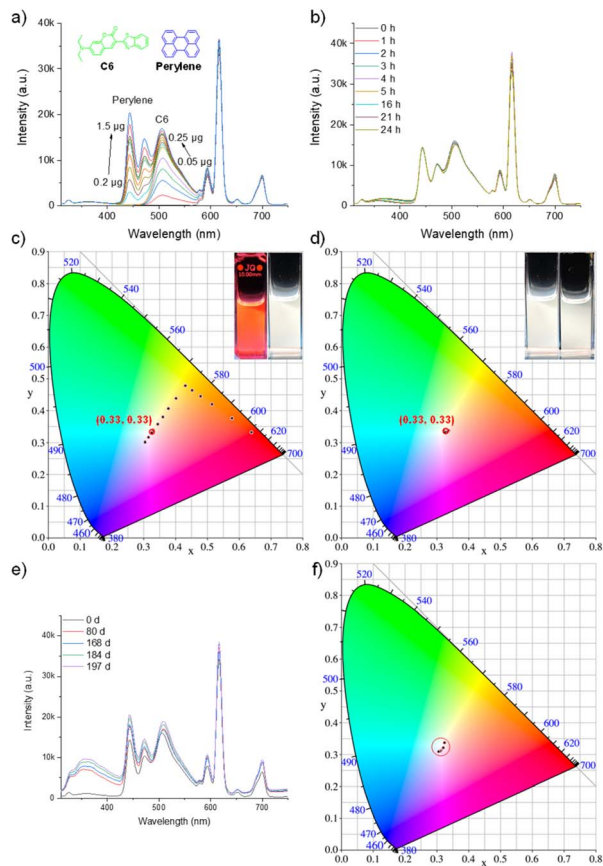 a)
C6
Perylene
Intensity (a.u.)
40k
30k
20k
10k
0
Perylene
C6
1.5 µg
0.25 µg
0.2 µg
0.05 µg
400 500 600 700
Wavelength (nm)
b)
0 h
1 h
2 h
3 h
4 h
5 h
16 h
21 h
24 h
Intensity (a.u.)
40k
30k
20k
10k
0
400 500 600 700
Wavelength (nm)
c)
JQ
10.00mm
0.9
0.8
0.7
0.6
0.5
0.5
y
0.4
0.3
0.2
0.1
0.0
520
540
560
500
580
600
620
700
490
480
470
460
380
(0.33, 0.33)
0.0 0.1 0.2 0.3 0.4 0.5 0.6 0.7 0.8
x
d)
0.9
0.8
0.7
0.6
0.5
0.5
y
0.4
0.3
0.2
0.1
0.0
520
540
560
500
580
600
620
700
490
480
470
460
380
(0.33, 0.33)
0.0 0.1 0.2 0.3 0.4 0.5 0.6 0.7 0.8
x
e)
0 d
80 d
168 d
184 d
197 d
Intensity (a.u.)
40k
30k
20k
10k
0
400 500 600 700
Wavelength (nm)
f)
0.9
0.8
0.7
0.6
0.5
0.5
y
0.4
0.3
0.2
0.1
0.0
520
540
560
500
580
600
620
700
490
480
470
460
380
0.0 0.1 0.2 0.3 0.4 0.5 0.6 0.7 0.8
x